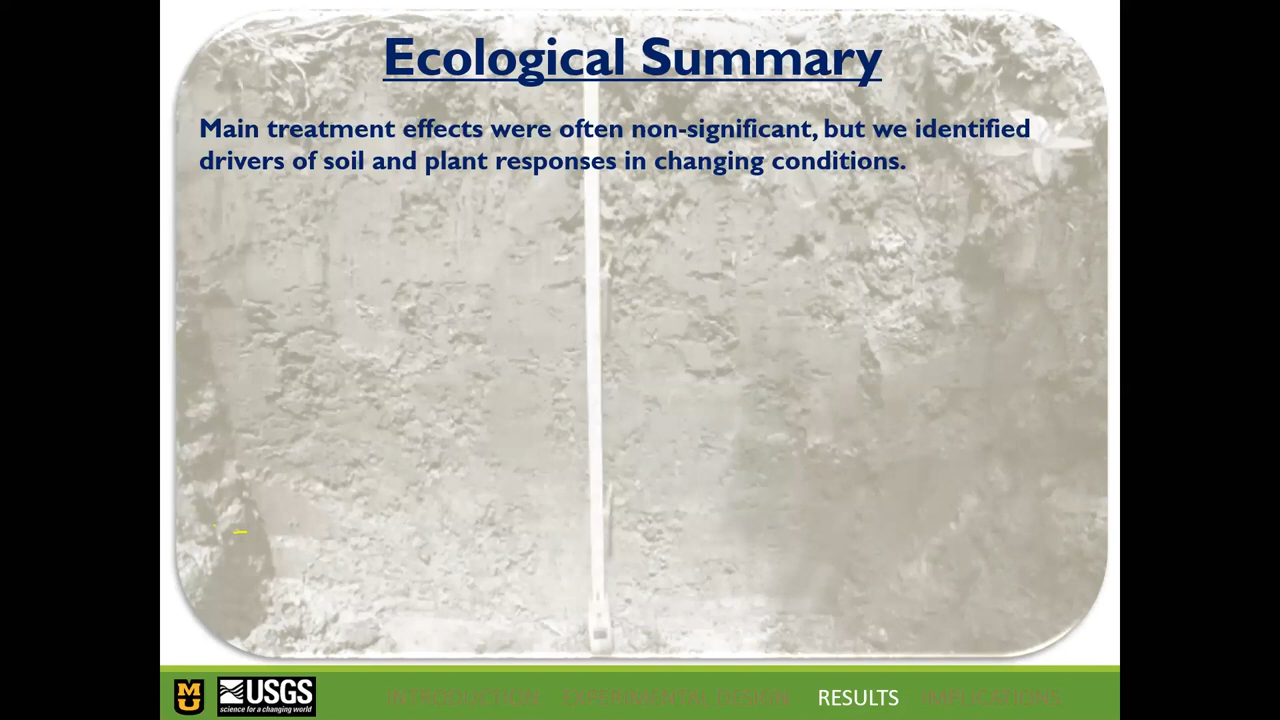 Ecological Summary
Main treatment effects were often non-significant, but we identified
drivers of soil and plant responses in changing conditions.
MU USGS science for a changing world INTRODUCTION EXPERIMENTAL DESIGN RESULTS IMPLICATIONS